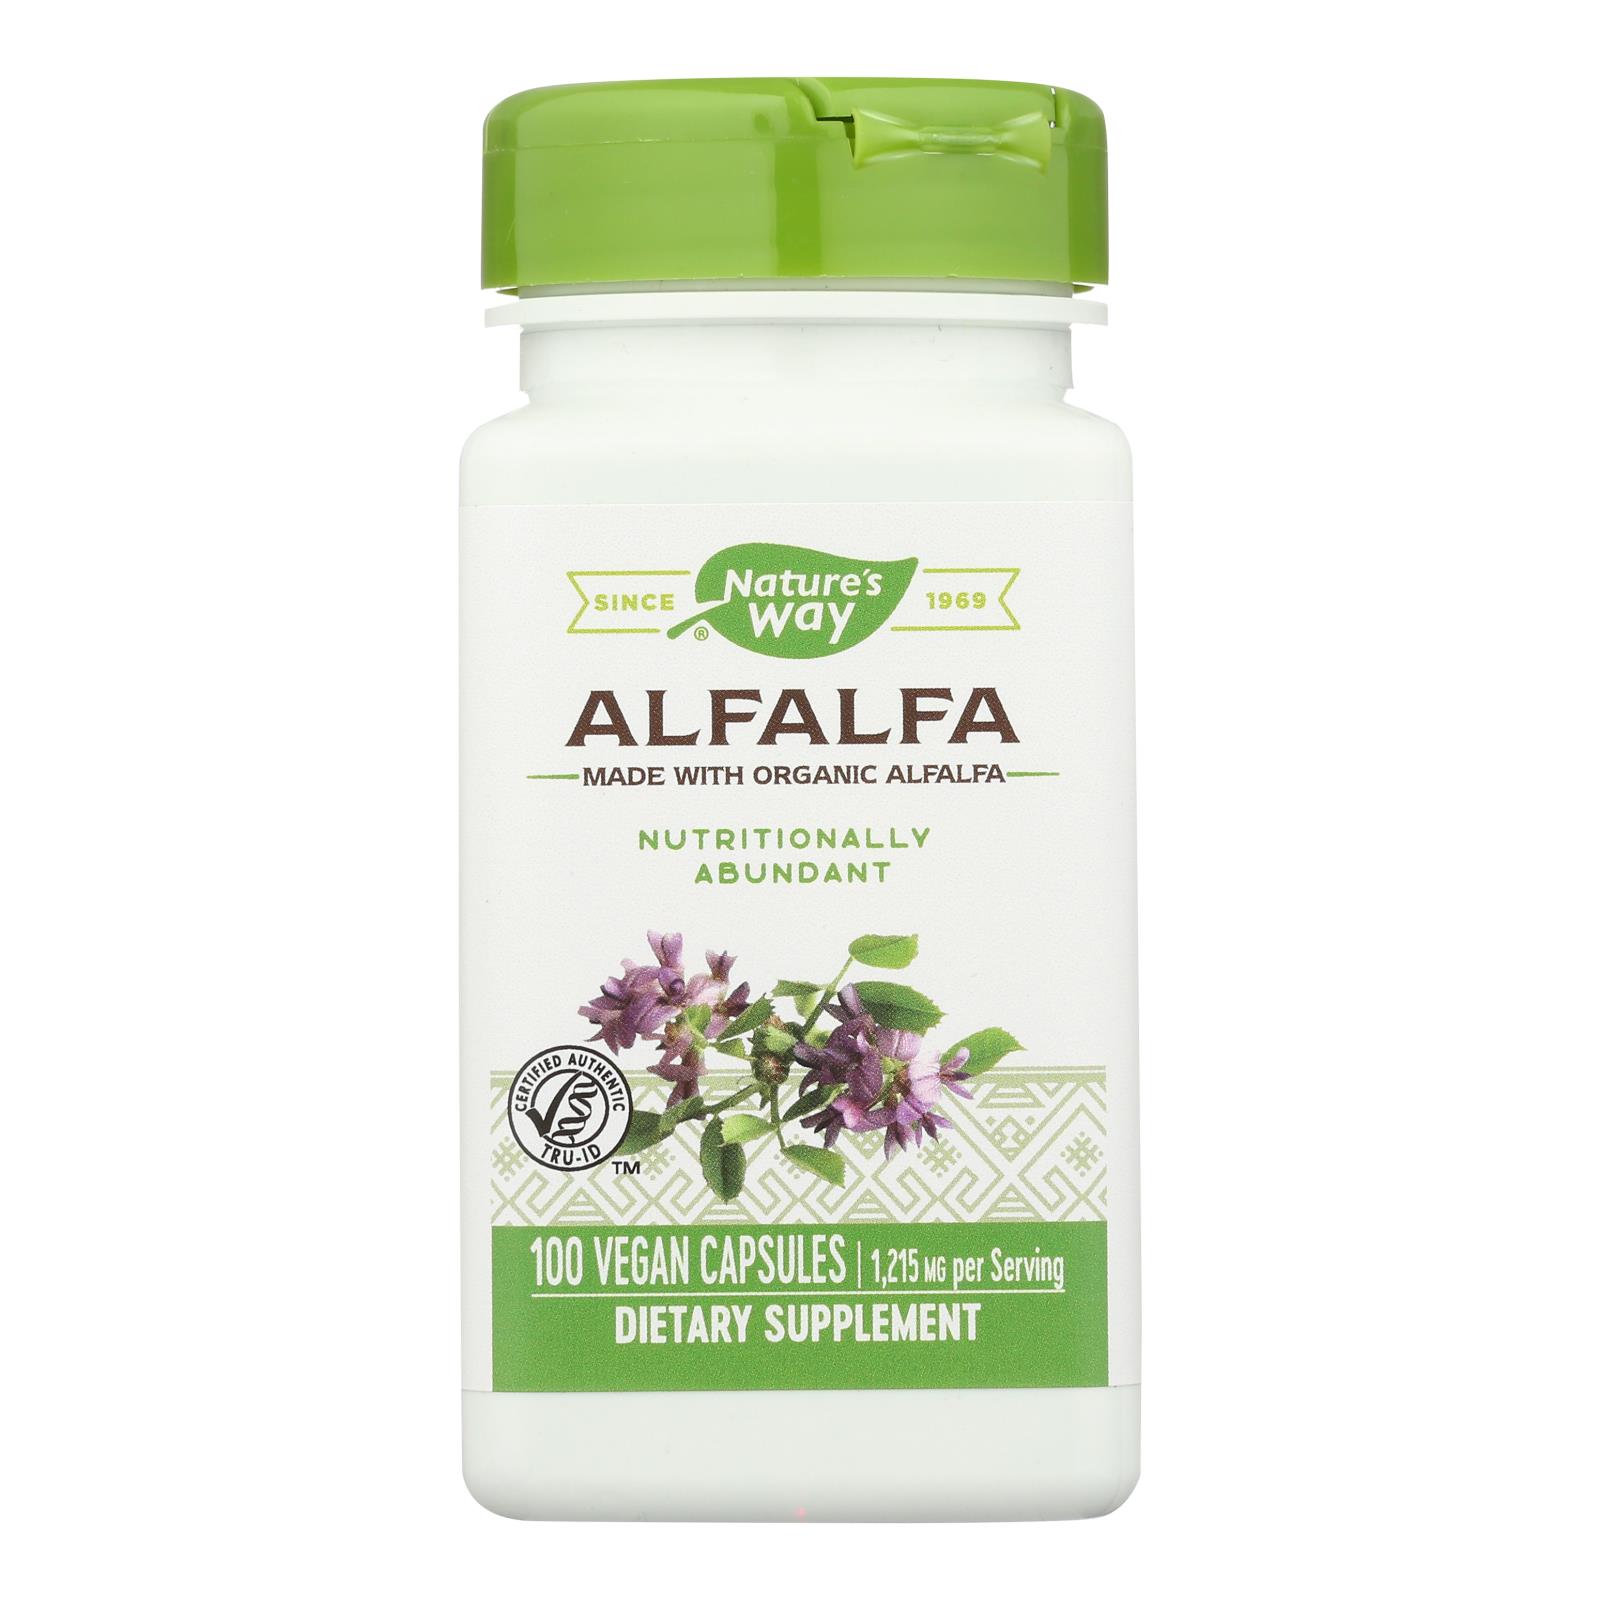 SINCE Nature's 1969
Way ®
ALFALFA
MADE WITH ORGANIC ALFALFA
NUTRITIONALLY
ABUNDANT
CERTIFIED AUTHENTIC
TRU-ID
TM
100 VEGAN CAPSULES | 1,215 MG per Serving
DIETARY SUPPLEMENT